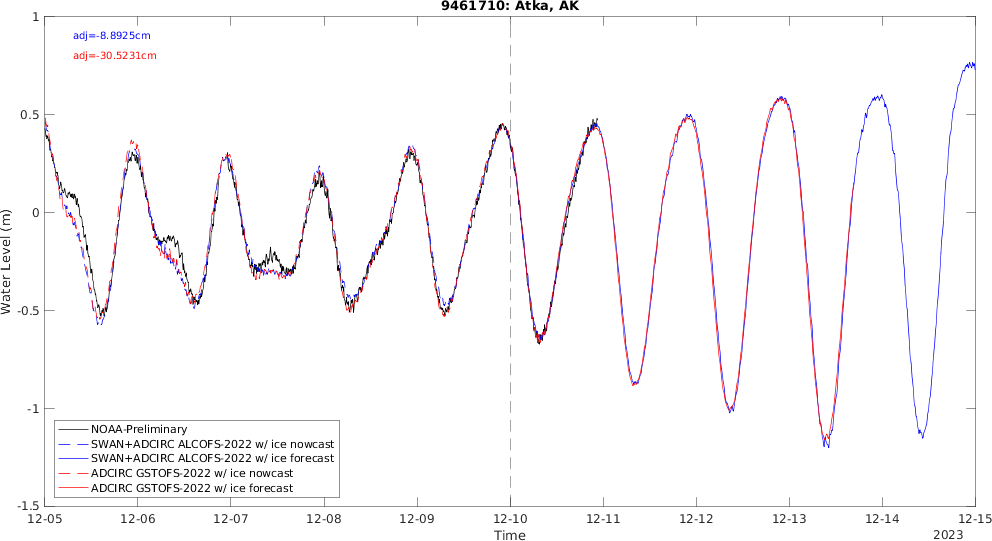 9461710: Atka, AK
adj=-8.8925cm
adj=-30.5231cm
1
0.5
0
-0.5
-1
-1.5
Water Level (m)
NOAA-Preliminary
SWAN+ADCIRC ALCOFS-2022 w/ ice nowcast
SWAN+ADCIRC ALCOFS-2022 w/ ice forecast
ADCIRC GSTOFS-2022 w/ ice nowcast
ADCIRC GSTOFS-2022 w/ ice forecast
12-05 12-06 12-07 12-08 12-09 12-10 12-11 12-12 12-13 12-14 12-15
Time
2023